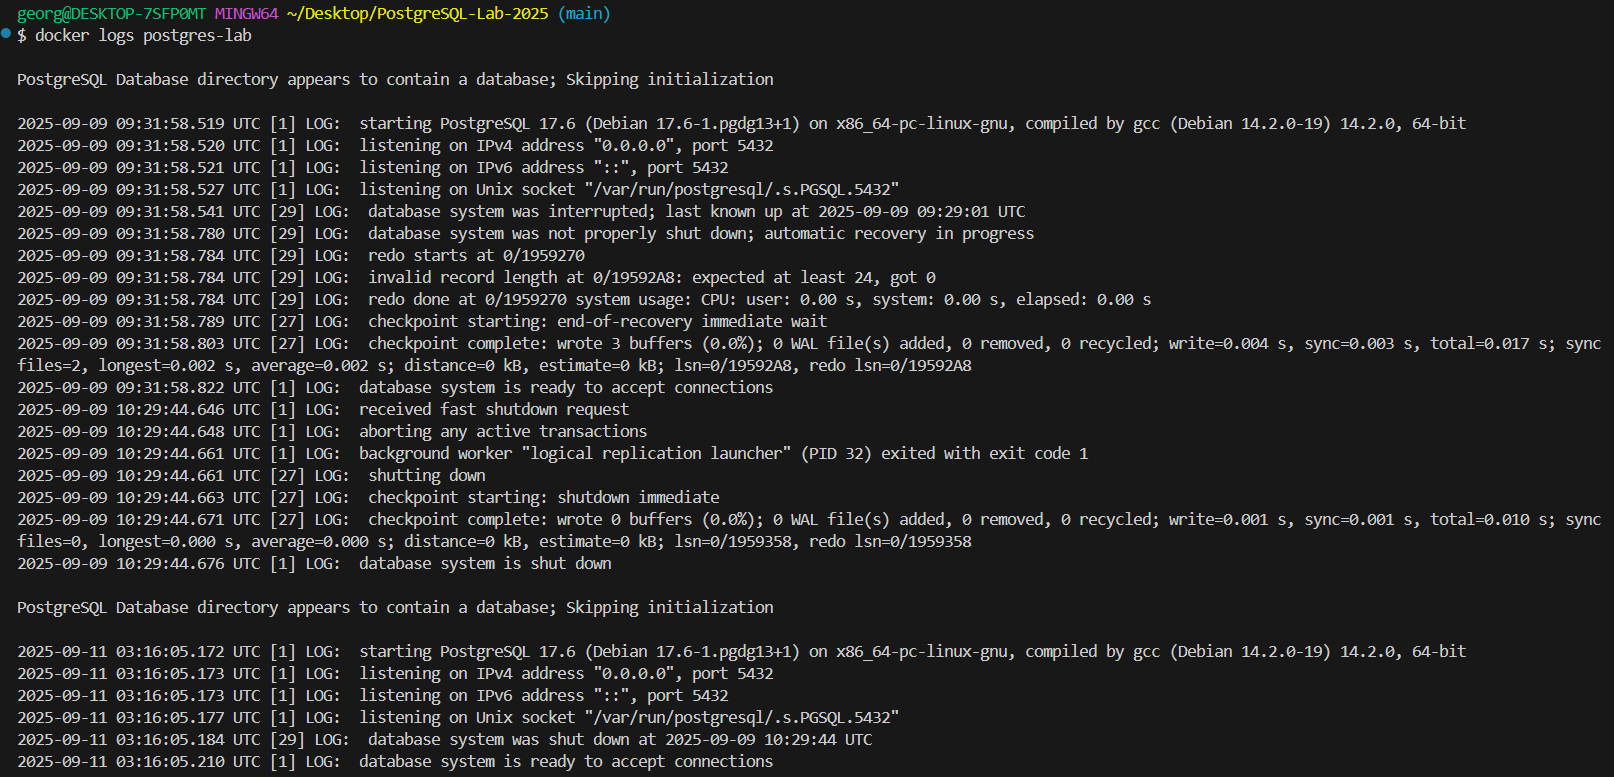 georg@DESKTOP-7SFP0MT MINGW64 ~/Desktop/PostgreSQL-Lab-2025 (main)
$ docker logs postgres-lab
PostgreSQL Database directory appears to contain a database; Skipping initialization
2025-09-09 09:31:58.519 UTC [1] LOG:  starting PostgreSQL 17.6 (Debian 17.6-1.pgdg13+1) on x86_64-pc-linux-gnu, compiled by gcc (Debian 14.2.0-19) 14.2.0, 64-bit
2025-09-09 09:31:58.520 UTC [1] LOG:  listening on IPv4 address "0.0.0.0", port 5432
2025-09-09 09:31:58.521 UTC [1] LOG:  listening on IPv6 address "::", port 5432
2025-09-09 09:31:58.527 UTC [1] LOG:  listening on Unix socket "/var/run/postgresql/.s.PGSQL.5432"
2025-09-09 09:31:58.541 UTC [29] LOG:  database system was interrupted; last known up at 2025-09-09 09:29:01 UTC
2025-09-09 09:31:58.780 UTC [29] LOG:  database system was not properly shut down; automatic recovery in progress
2025-09-09 09:31:58.784 UTC [29] LOG:  redo starts at 0/1959270
2025-09-09 09:31:58.784 UTC [29] LOG:  invalid record length at 0/19592A8: expected at least 24, got 0
2025-09-09 09:31:58.784 UTC [29] LOG:  redo done at 0/1959270 system usage: CPU: user: 0.00 s, system: 0.00 s, elapsed: 0.00 s
2025-09-09 09:31:58.789 UTC [27] LOG:  checkpoint starting: end-of-recovery immediate wait
2025-09-09 09:31:58.803 UTC [27] LOG:  checkpoint complete: wrote 3 buffers (0.0%); 0 WAL file(s) added, 0 removed, 0 recycled; write=0.004 s, sync=0.003 s, total=0.017 s; sync
files=2, longest=0.002 s, average=0.002 s; distance=0 kB, estimate=0 kB; lsn=0/19592A8, redo lsn=0/19592A8
2025-09-09 09:31:58.822 UTC [1] LOG:  database system is ready to accept connections
2025-09-09 10:29:44.646 UTC [1] LOG:  received fast shutdown request
2025-09-09 10:29:44.648 UTC [1] LOG:  aborting any active transactions
2025-09-09 10:29:44.661 UTC [1] LOG:  background worker "logical replication launcher" (PID 32) exited with exit code 1
2025-09-09 10:29:44.661 UTC [27] LOG:  shutting down
2025-09-09 10:29:44.663 UTC [27] LOG:  checkpoint starting: shutdown immediate
2025-09-09 10:29:44.671 UTC [27] LOG:  checkpoint complete: wrote 0 buffers (0.0%); 0 WAL file(s) added, 0 removed, 0 recycled; write=0.001 s, sync=0.001 s, total=0.010 s; sync
files=0, longest=0.000 s, average=0.000 s; distance=0 kB, estimate=0 kB; lsn=0/1959358, redo lsn=0/1959358
2025-09-09 10:29:44.676 UTC [1] LOG:  database system is shut down
PostgreSQL Database directory appears to contain a database; Skipping initialization
2025-09-11 03:16:05.172 UTC [1] LOG:  starting PostgreSQL 17.6 (Debian 17.6-1.pgdg13+1) on x86_64-pc-linux-gnu, compiled by gcc (Debian 14.2.0-19) 14.2.0, 64-bit
2025-09-11 03:16:05.173 UTC [1] LOG:  listening on IPv4 address "0.0.0.0", port 5432
2025-09-11 03:16:05.173 UTC [1] LOG:  listening on IPv6 address "::", port 5432
2025-09-11 03:16:05.177 UTC [1] LOG:  listening on Unix socket "/var/run/postgresql/.s.PGSQL.5432"
2025-09-11 03:16:05.184 UTC [29] LOG:  database system was shut down at 2025-09-09 10:29:44 UTC
2025-09-11 03:16:05.210 UTC [1] LOG:  database system is ready to accept connections